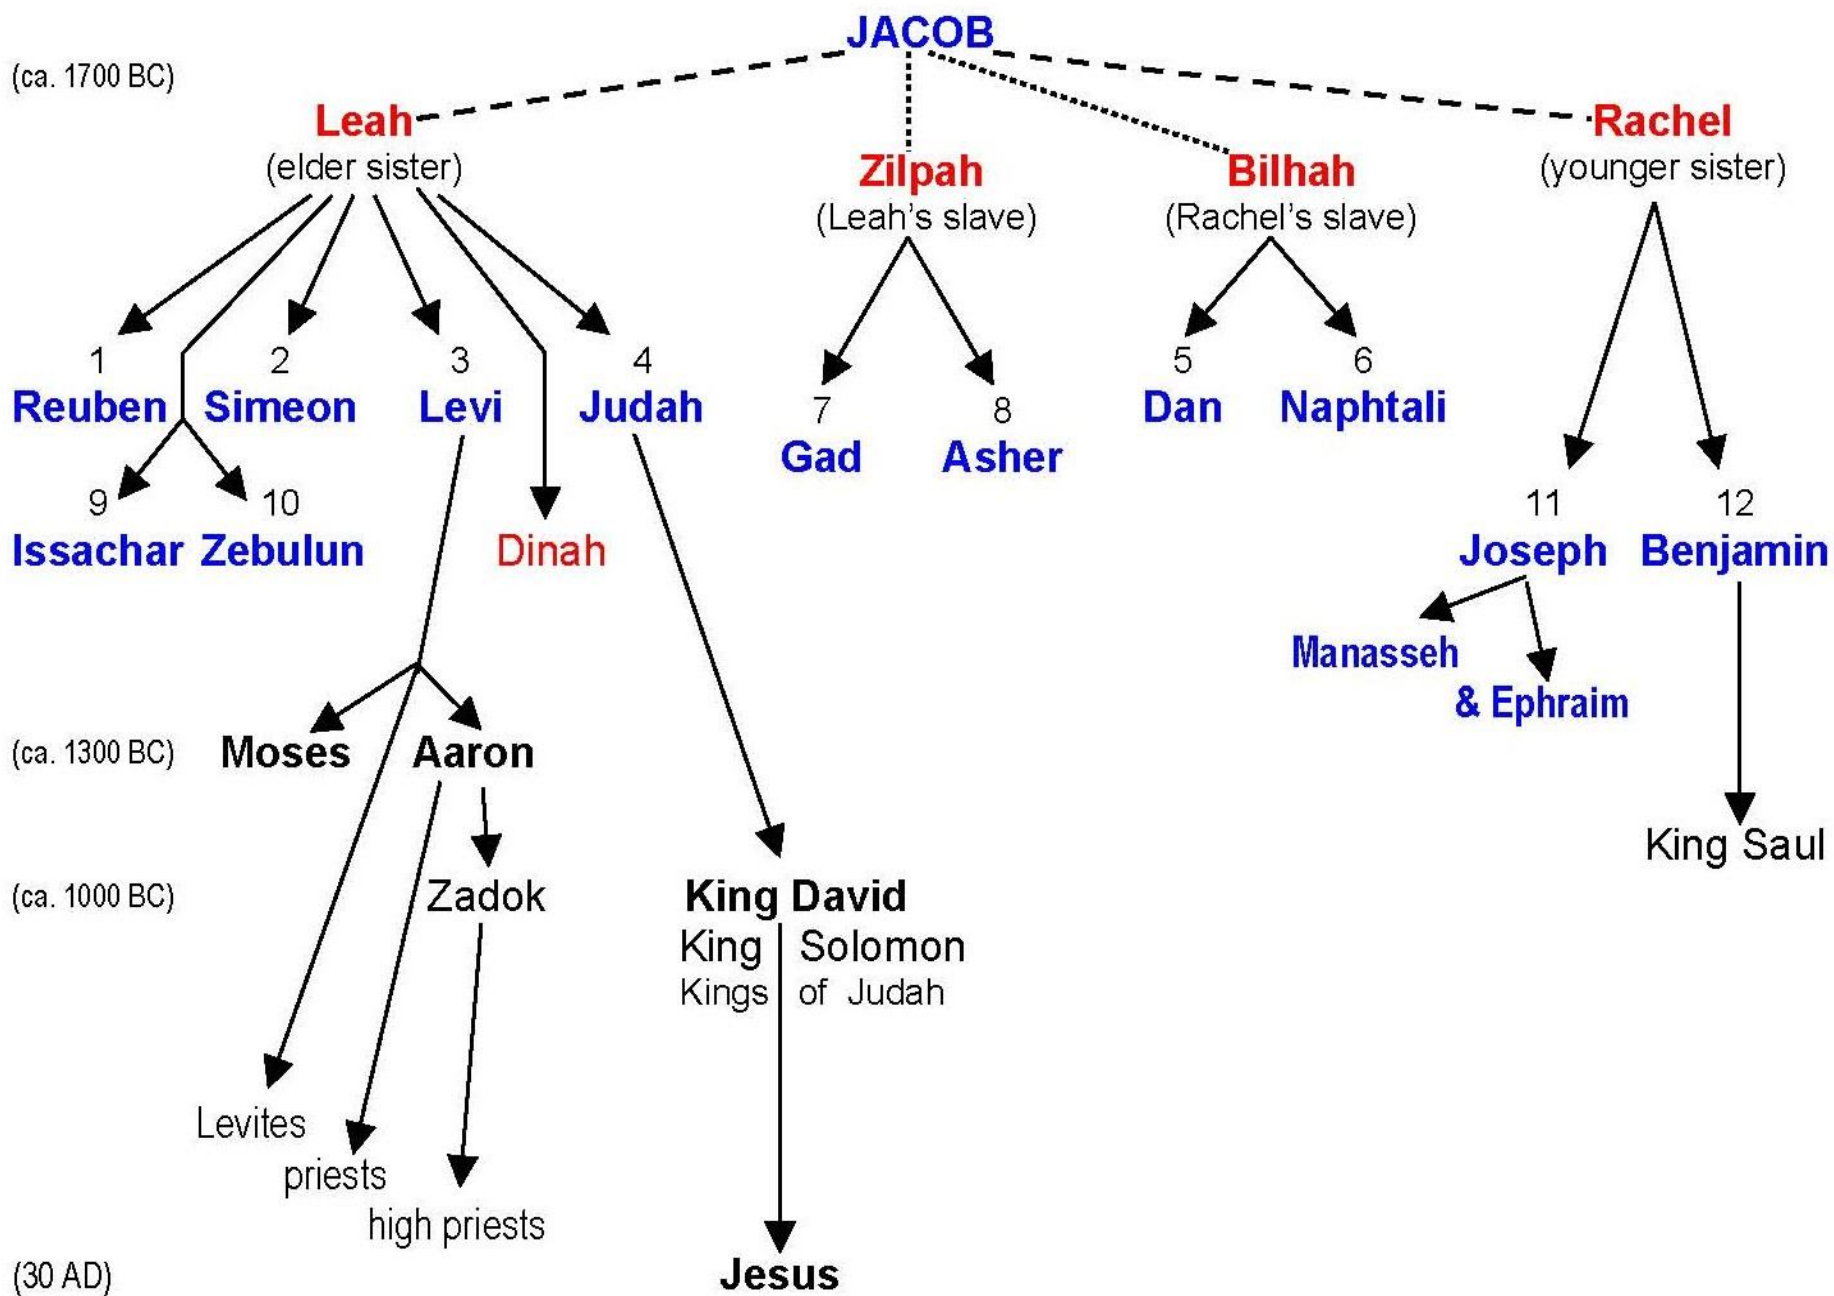 JACOB
(ca. 1700 BC)
Leah
(elder sister)
Zilpah
(Leah's slave)
Bilhah
(Rachel's slave)
Rachel
(younger sister)
1
Reuben
2
Simeon
3
Levi
4
Judah
7
Gad
8
Asher
5
Dan
6
Naphtali
9
Issachar
10
Zebulun
Dinah
11
Joseph
12
Benjamin
Manasseh
& Ephraim
(ca. 1300 BC)
Moses
Aaron
King Saul
(ca. 1000 BC)
Zadok
King David
King Solomon
Kings of Judah
Levites
priests
high priests
(30 AD)
Jesus